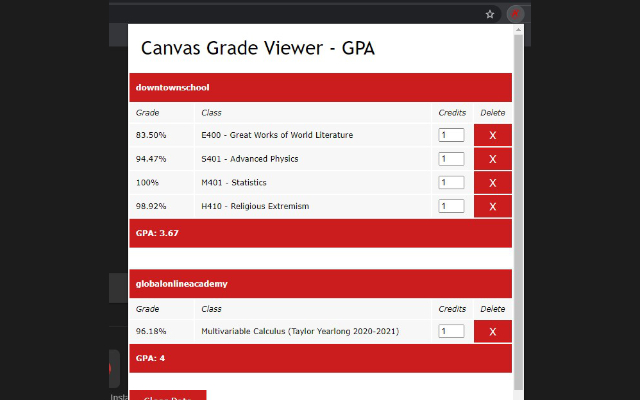 Canvas Grade Viewer - GPA
downtownschool
Grade Class Credits Delete
83.50% E400 - Great Works of World Literature 1 X
94.47% S401 - Advanced Physics 1 X
100% M401 - Statistics 1 X
98.92% H410 - Religious Extremism 1 X
GPA: 3.67
globalonlineacademy
Grade Class Credits Delete
96.18% Multivariable Calculus (Taylor Yearlong 2020-2021) 1 X
GPA: 4
Insta